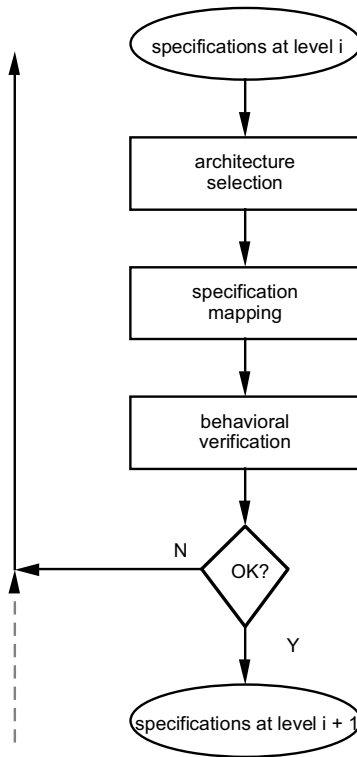 specifications at level i
architecture
selection
specification
mapping
behavioral
verification
N
OK?
Y
specifications at level i + 1